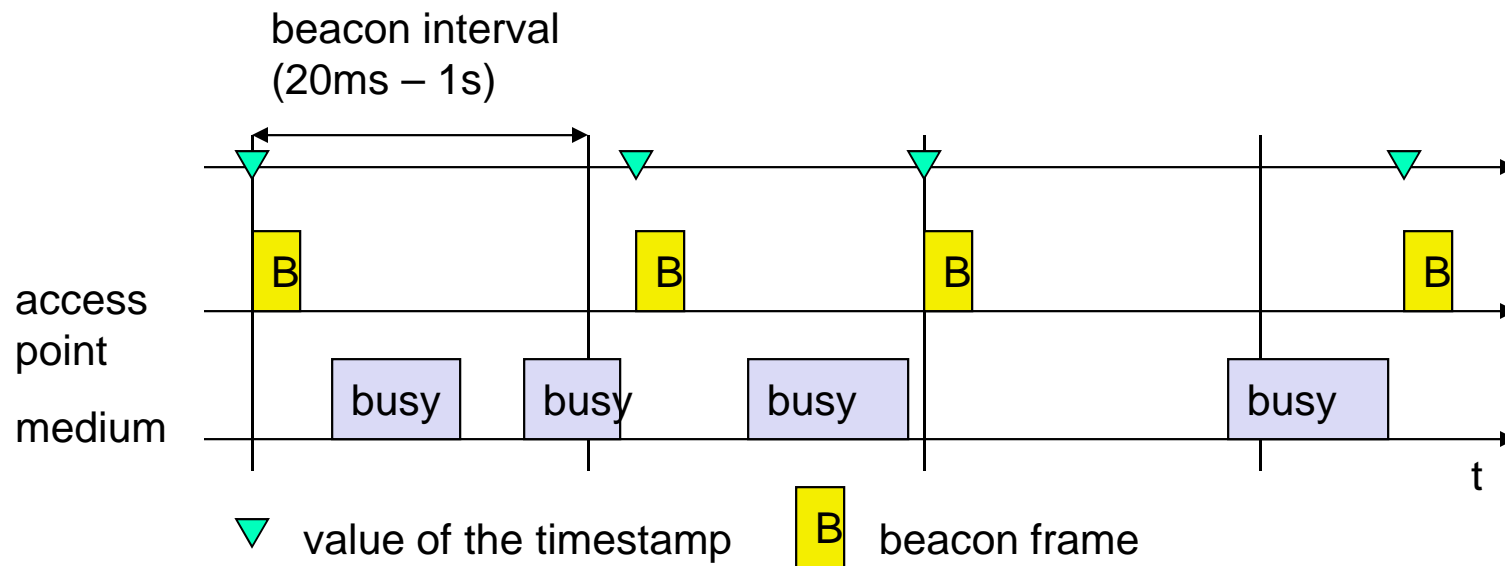 beacon interval
(20ms – 1s)
B B B B
access
point
busy busy busy busy
medium
t
value of the timestamp B beacon frame